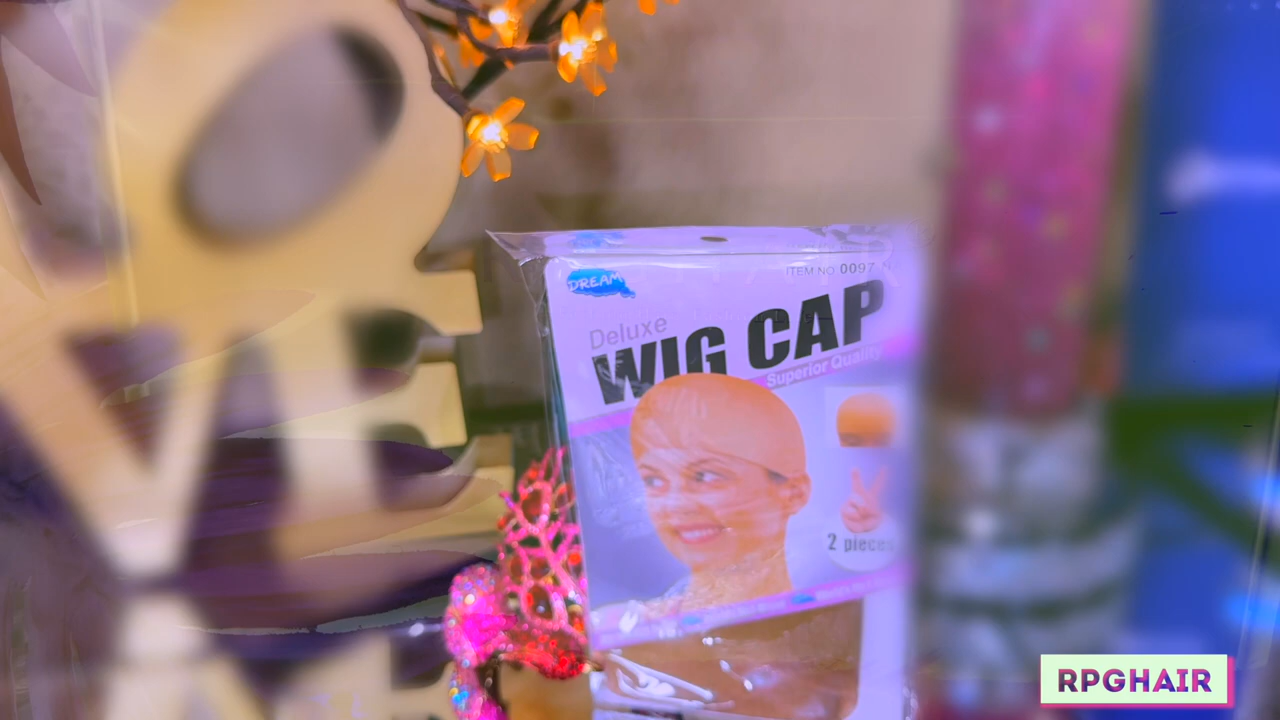 DREAM
ITEM NO 0097
Deluxe
WIG CAP
Superior Quality
2 pieces
RPGHAIR